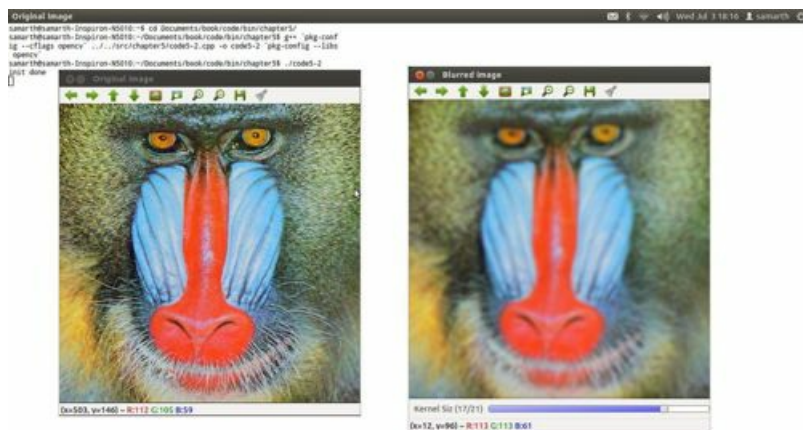 Original Image
Wed Jul 3 18:16 samarth
samarth@samarth-Inspiron-N5010:~$ cd Documents/book/code/bin/chapter5/
samarth@samarth-Inspiron-N5010:~/Documents/book/code/bin/chapter5$ g++ `pkg-conf
ig --cflags opencv` ../../src/chapter5/code5-2.cpp -o code5-2 `pkg-config --libs
opencv`
samarth@samarth-Inspiron-N5010:~/Documents/book/code/bin/chapter5$ ./code5-2
init done
Original Image
Blurred Image
Kernel Siz (17/21)
(x=503, y=146) ~ R:112 G:105 B:59
(x=12, y=96) ~ R:113 G:113 B:61